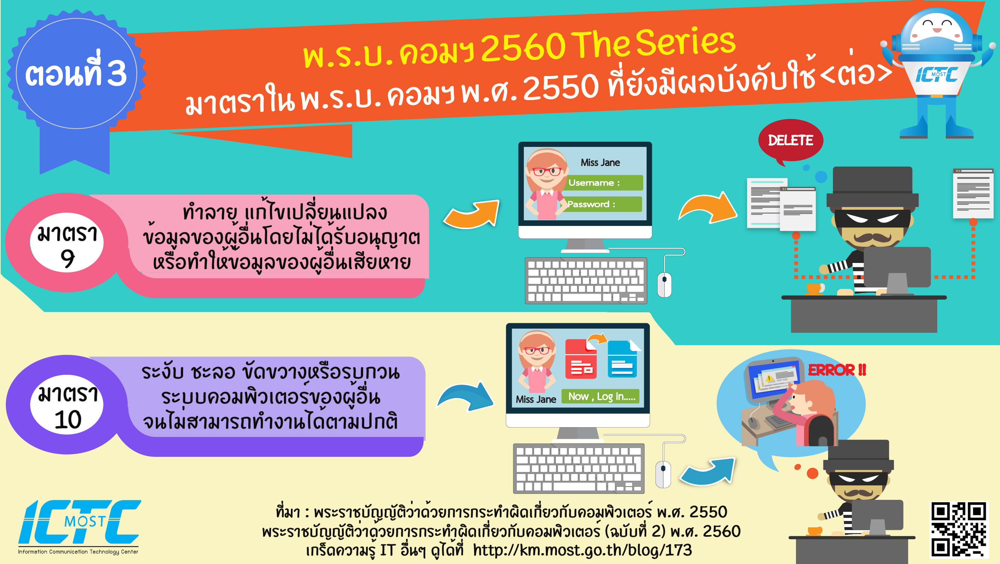 ตอนที่ 3
พ.ร.บ. คอมฯ 2560 The Series
มาตราใน พ.ร.บ. คอมฯ พ.ศ. 2550 ที่ยังมีผลบังคับใช้ <ต่อ>
ICTC
MOST
มาตรา
9
ทำลาย แก้ไขเปลี่ยนแปลง
ข้อมูลของผู้อื่นโดยไม่ได้รับอนุญาต
หรือทำให้ข้อมูลของผู้อื่นเสียหาย
Miss Jane
Username :
Password :
DELETE
มาตรา
10
ระงับ ชะลอ ขัดขวางหรือรบกวน
ระบบคอมพิวเตอร์ของผู้อื่น
จนไม่สามารถทำงานได้ตามปกติ
Miss Jane
Now , Log in.....
ERROR !!
ICTC
MOST
Information Communication Technology Center
ที่มา : พระราชบัญญัติว่าด้วยการกระทำผิดเกี่ยวกับคอมพิวเตอร์ พ.ศ. 2550
พระราชบัญญัติว่าด้วยการกระทำผิดเกี่ยวกับคอมพิวเตอร์ (ฉบับที่ 2) พ.ศ. 2560
เกร็ดความรู้ IT อื่นๆ ดูได้ที่ http://km.most.go.th/blog/173